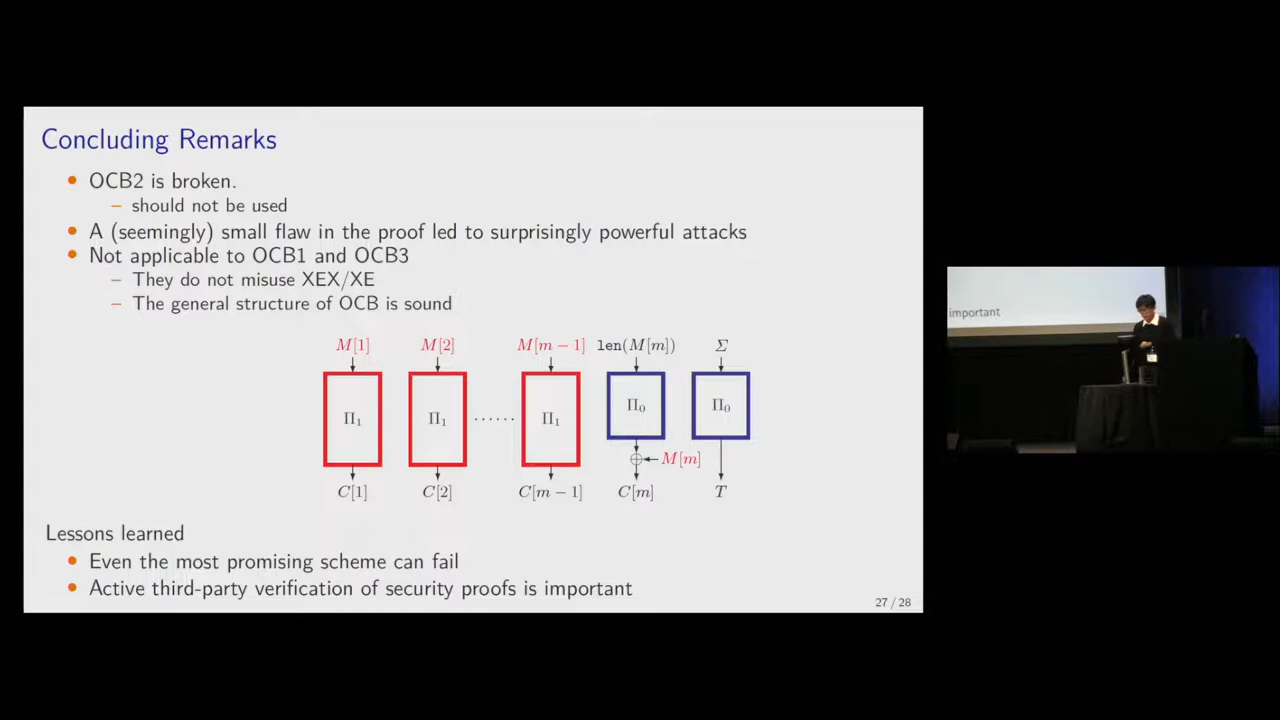 Concluding Remarks
• OCB2 is broken.
– should not be used
• A (seemingly) small flaw in the proof led to surprisingly powerful attacks
• Not applicable to OCB1 and OCB3
– They do not misuse XEX/XE
– The general structure of OCB is sound
M[1] M[2] M[m − 1] len(M[m]) Σ
Π₁ Π₁ ······ Π₁ Π₀ Π₀
⊕ M[m]
C[1] C[2] C[m − 1] C[m] T
Lessons learned
• Even the most promising scheme can fail
• Active third-party verification of security proofs is important
27 / 28
important